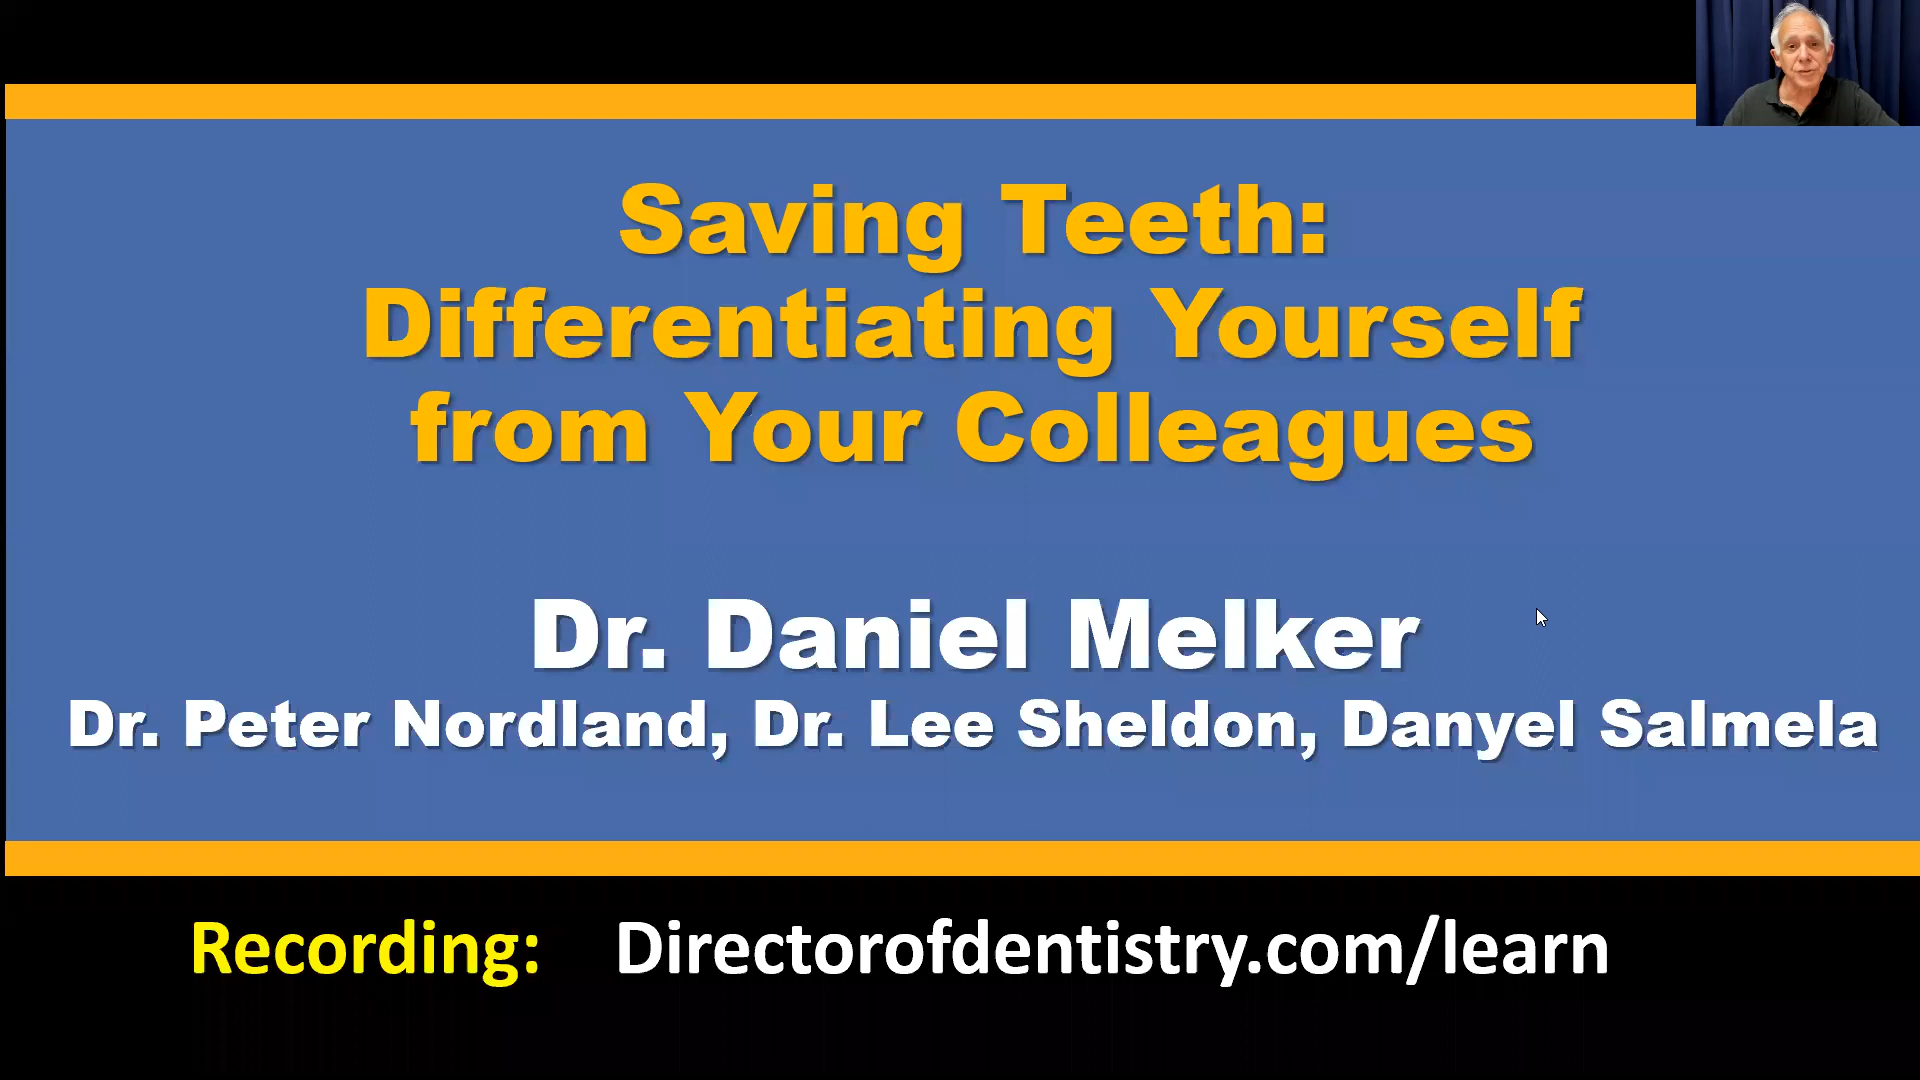 Saving Teeth:
Differentiating Yourself
from Your Colleagues
Dr. Daniel Melker
Dr. Peter Nordland, Dr. Lee Sheldon, Danyel Salmela
Recording: Directorofdentistry.com/learn